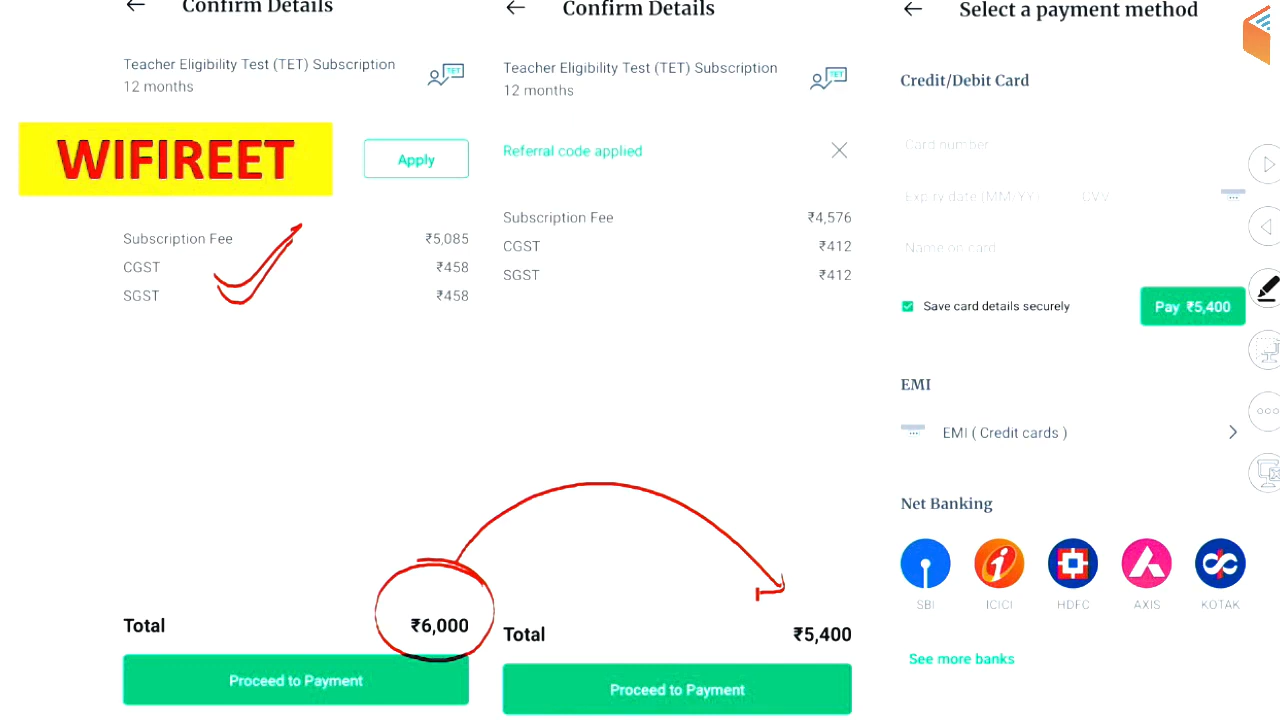 Confirm Details
Teacher Eligibility Test (TET) Subscription
TET
12 months
WIFIREET
Apply
Subscription Fee ₹5,085
CGST ₹458
SGST ₹458
Total ₹6,000
Proceed to Payment
Confirm Details
Teacher Eligibility Test (TET) Subscription
TET
12 months
Referral code applied
Subscription Fee ₹4,576
CGST ₹412
SGST ₹412
Total ₹5,400
Proceed to Payment
Select a payment method
Credit/Debit Card
Card number
Expiry date (MM/YY) CVV
Name on card
Save card details securely
Pay ₹5,400
EMI
EMI ( Credit cards )
Net Banking
SBI ICICI HDFC AXIS KOTAK
See more banks